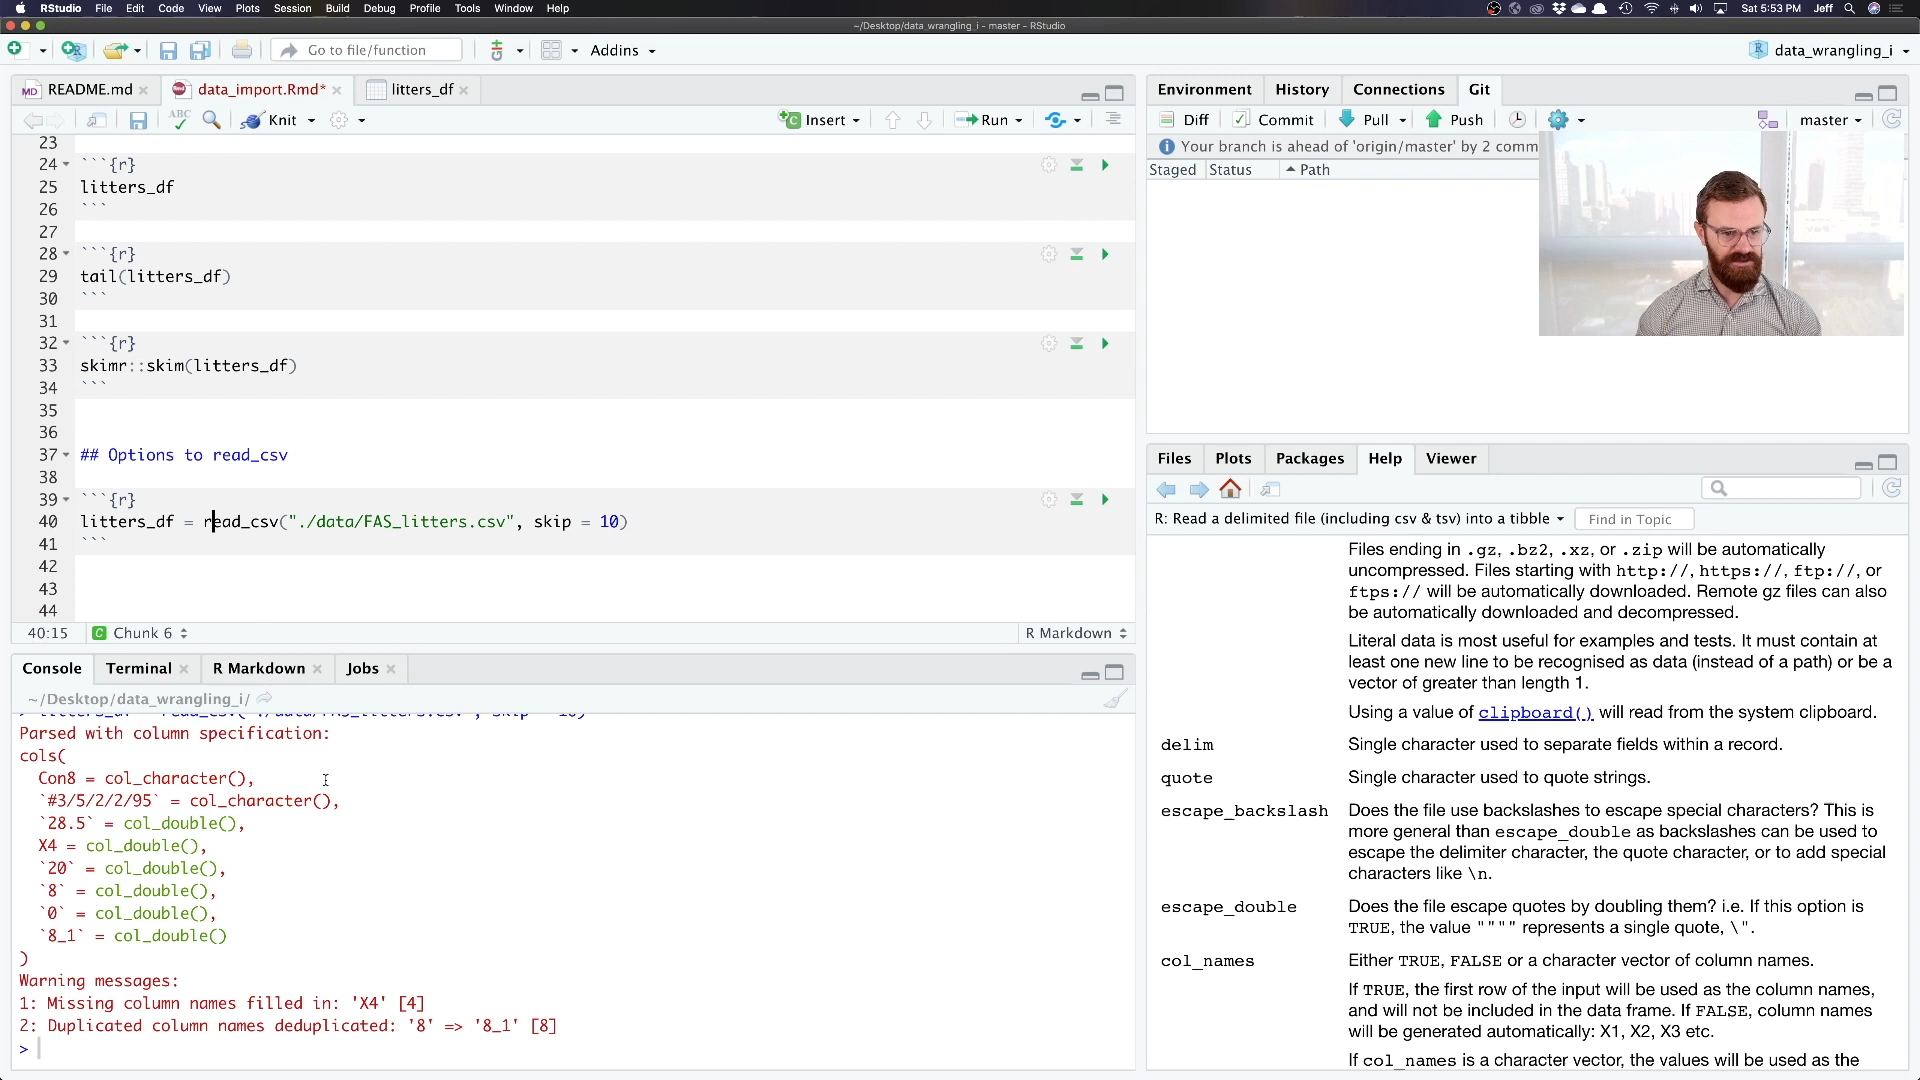 RStudio File Edit Code View Plots Session Build Debug Profile Tools Window Help Sat 5:53 PM Jeff
~/Desktop/data_wrangling_i - master - RStudio
Go to file/function Addins data_wrangling_i
README.md data_import.Rmd* litters_df
ABC Knit Insert Run
23
24 ```{r}
25 litters_df
26 ```
27
28 ```{r}
29 tail(litters_df)
30 ```
31
32 ```{r}
33 skimr::skim(litters_df)
34 ```
35
36
37 ## Options to read_csv
38
39 ```{r}
40 litters_df = read_csv("./data/FAS_litters.csv", skip = 10)
41 ```
42
43
44
40:15 Chunk 6 R Markdown
Console Terminal R Markdown Jobs
~/Desktop/data_wrangling_i/
> litters_df = read_csv("./data/FAS_litters.csv", skip = 10)
Parsed with column specification:
cols(
Con8 = col_character(),
`#3/5/2/2/95` = col_character(),
`28.5` = col_double(),
X4 = col_double(),
`20` = col_double(),
`8` = col_double(),
`0` = col_double(),
`8_1` = col_double()
)
Warning messages:
1: Missing column names filled in: 'X4' [4]
2: Duplicated column names deduplicated: '8' => '8_1' [8]
>
Environment History Connections Git
Diff Commit Pull Push master
Your branch is ahead of 'origin/master' by 2 comm
Staged Status Path
Files Plots Packages Help Viewer
R: Read a delimited file (including csv & tsv) into a tibble Find in Topic
Files ending in .gz, .bz2, .xz, or .zip will be automatically
uncompressed. Files starting with http://, https://, ftp://, or
ftps:// will be automatically downloaded. Remote gz files can also
be automatically downloaded and decompressed.
Literal data is most useful for examples and tests. It must contain at
least one new line to be recognised as data (instead of a path) or be a
vector of greater than length 1.
Using a value of clipboard() will read from the system clipboard.
delim Single character used to separate fields within a record.
quote Single character used to quote strings.
escape_backslash Does the file use backslashes to escape special characters? This is
more general than escape_double as backslashes can be used to
escape the delimiter character, the quote character, or to add special
characters like \n.
escape_double Does the file escape quotes by doubling them? i.e. If this option is
TRUE, the value """" represents a single quote, \".
col_names Either TRUE, FALSE or a character vector of column names.
If TRUE, the first row of the input will be used as the column names,
and will not be included in the data frame. If FALSE, column names
will be generated automatically: X1, X2, X3 etc.
If col_names is a character vector, the values will be used as the